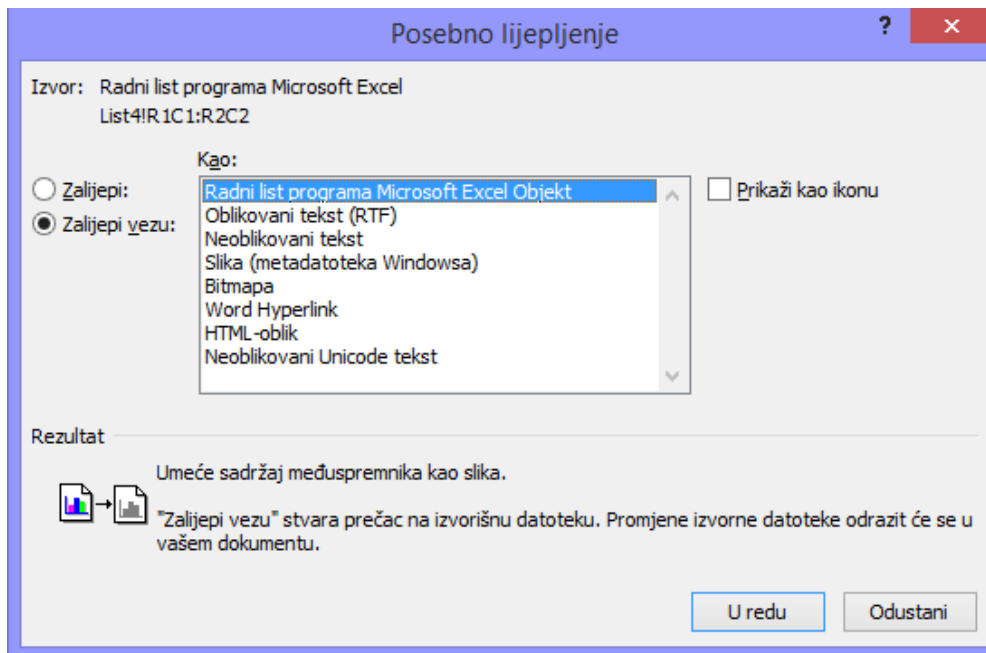 Posebno lijepljenje
?
Izvor: Radni list programa Microsoft Excel
List4!R1C1:R2C2
Kao:
Zalijepi:
Zalijepi vezu:
Radni list programa Microsoft Excel Objekt
Oblikovani tekst (RTF)
Neoblikovani tekst
Slika (metadatoteka Windowsa)
Bitmapa
Word Hyperlink
HTML-oblik
Neoblikovani Unicode tekst
Prikaži kao ikonu
Rezultat
Umeće sadržaj međuspremnika kao slika.
"Zalijepi vezu" stvara prečac na izvorišnu datoteku. Promjene izvorne datoteke odrazit će se u
vašem dokumentu.
U redu
Odustani